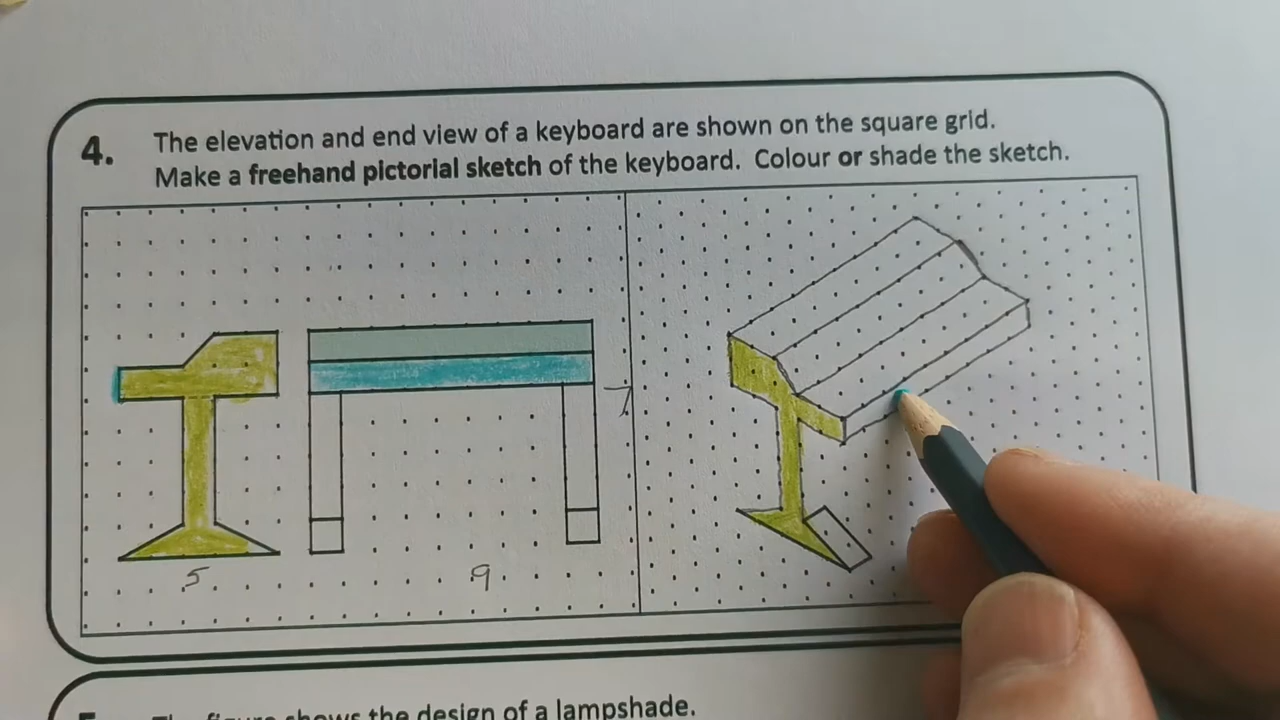 4. The elevation and end view of a keyboard are shown on the square grid.
Make a freehand pictorial sketch of the keyboard. Colour or shade the sketch.
7
5
9
figure shows the design of a lampshade.